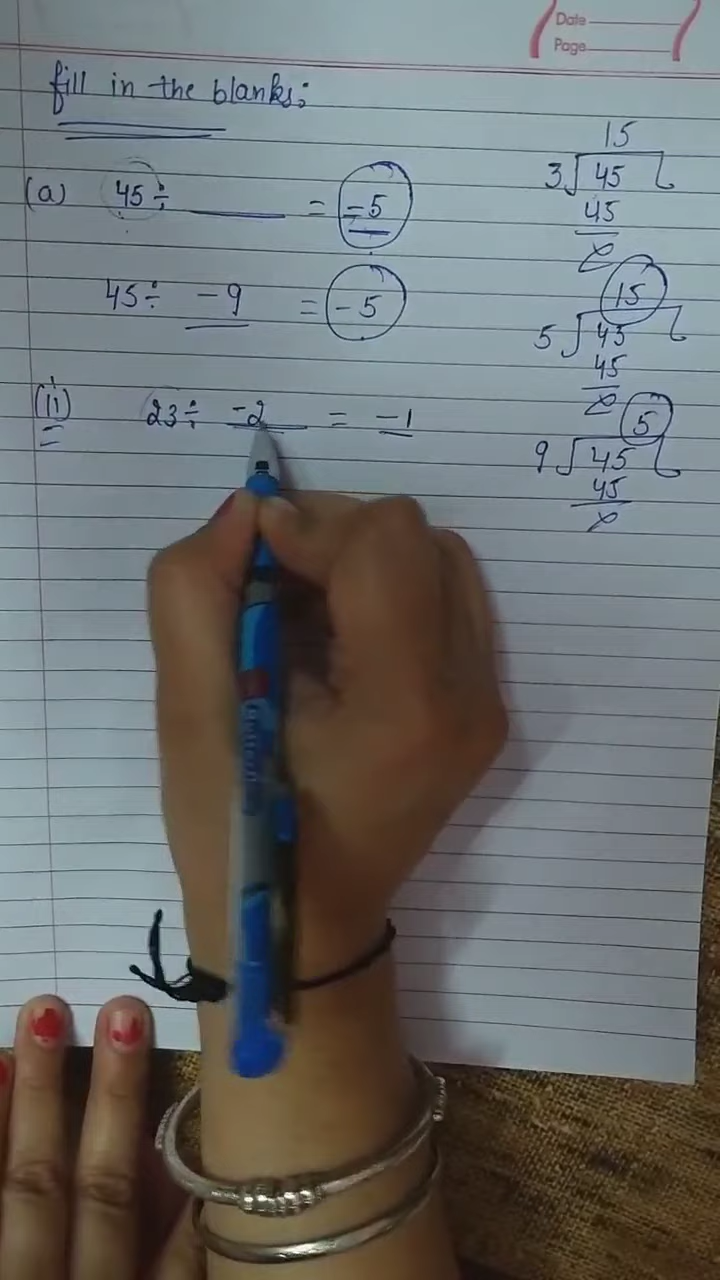 Date
Page
fill in the blanks:
(a) 45 ÷ ____ = -5
45 ÷ -9 = -5
(ii) 23 ÷ -2 = -1
15
3 45
45
0
15
5 45
45
0
5
9 45
45
0